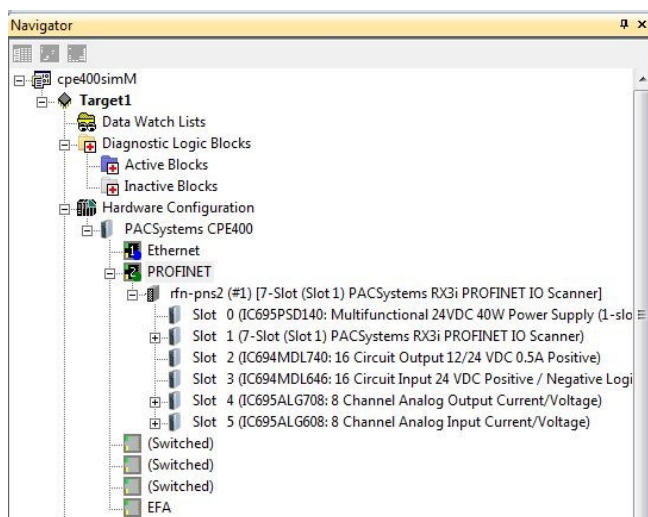 Navigator
cpe400simM
Target1
Data Watch Lists
Diagnostic Logic Blocks
Active Blocks
Inactive Blocks
Hardware Configuration
PACSystems CPE400
1 Ethernet
2 PROFINET
rfn-pns2 (#1) [7-Slot (Slot 1) PACSystems RX3i PROFINET IO Scanner]
Slot 0 (IC695PSD140: Multifunctional 24VDC 40W Power Supply (1-slo
Slot 1 (7-Slot (Slot 1) PACSystems RX3i PROFINET IO Scanner)
Slot 2 (IC694MDL740: 16 Circuit Output 12/24 VDC 0.5A Positive)
Slot 3 (IC694MDL646: 16 Circuit Input 24 VDC Positive / Negative Logi
Slot 4 (IC695ALG708: 8 Channel Analog Output Current/Voltage)
Slot 5 (IC695ALG608: 8 Channel Analog Input Current/Voltage)
(Switched)
(Switched)
(Switched)
EFA